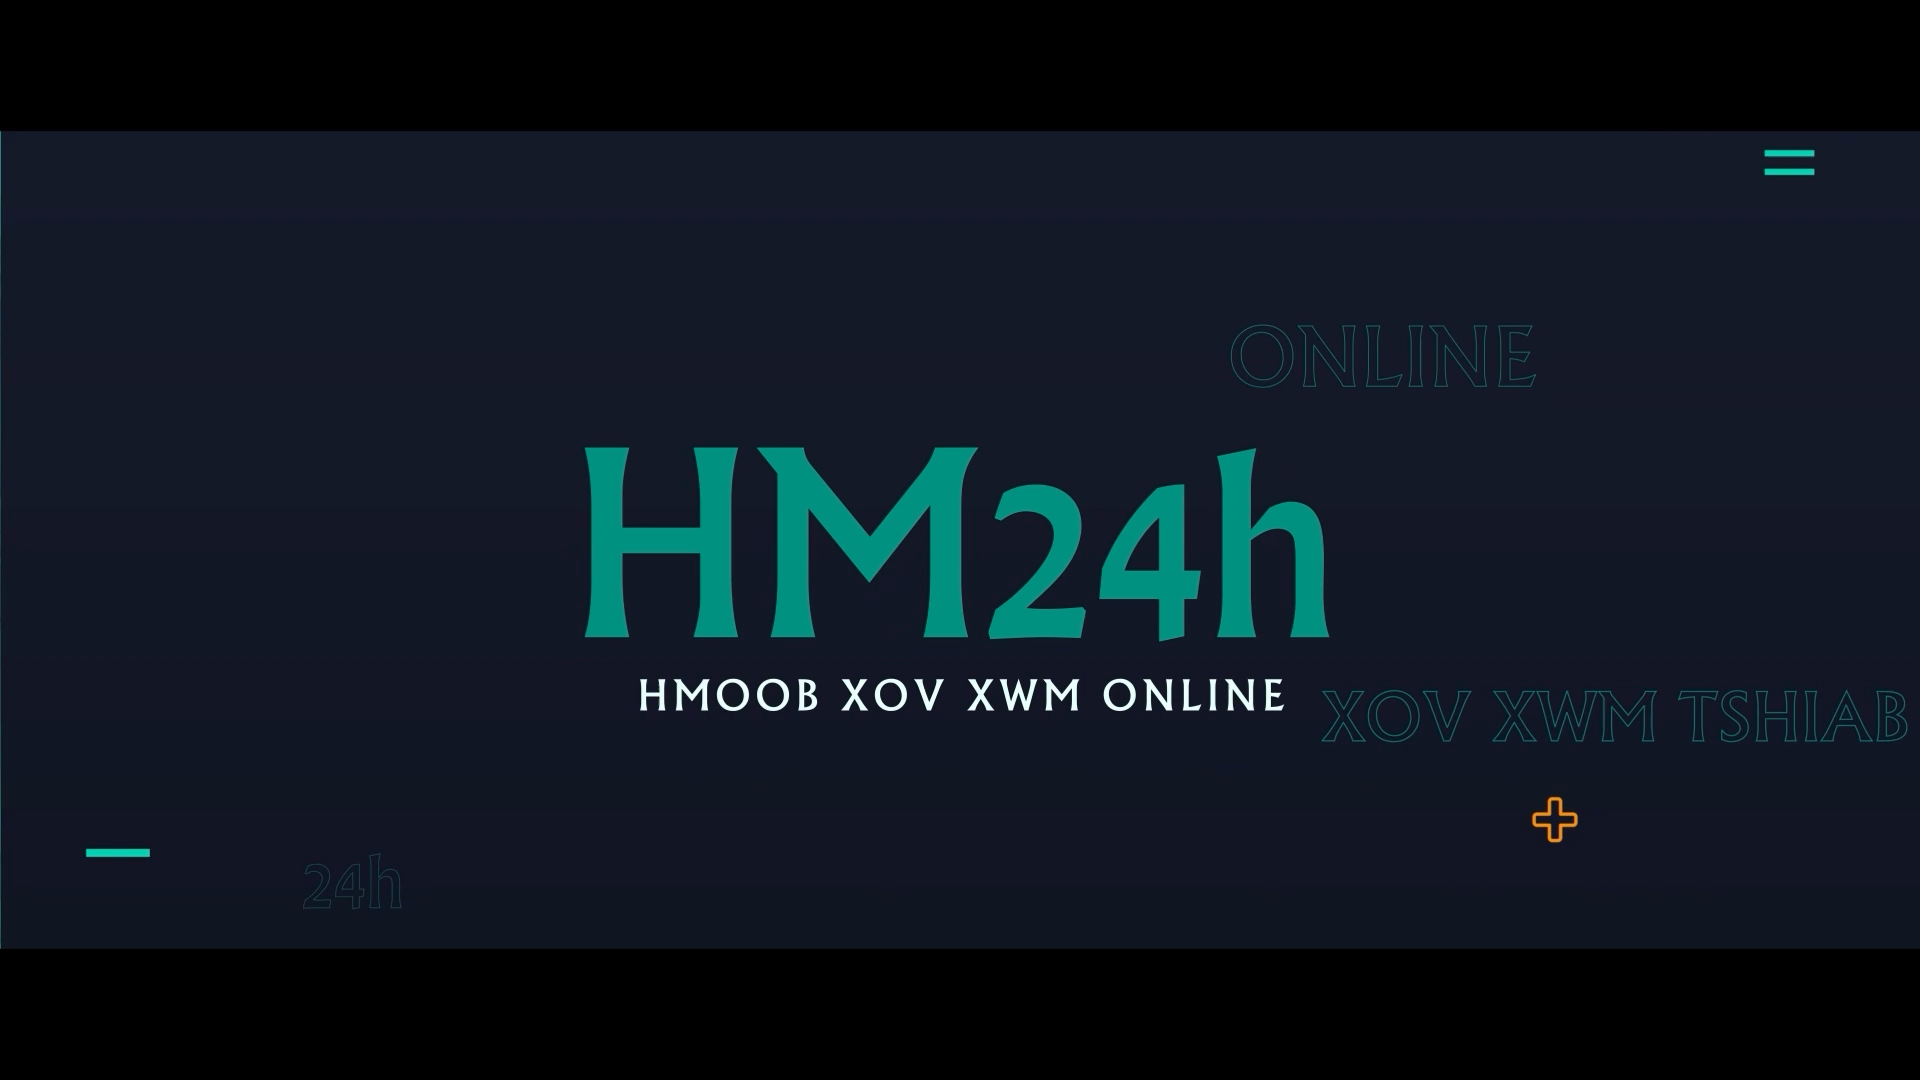 ONLINE
HM24h
HMOOB XOV XWM ONLINE
XOV XWM TSHIAB
24h